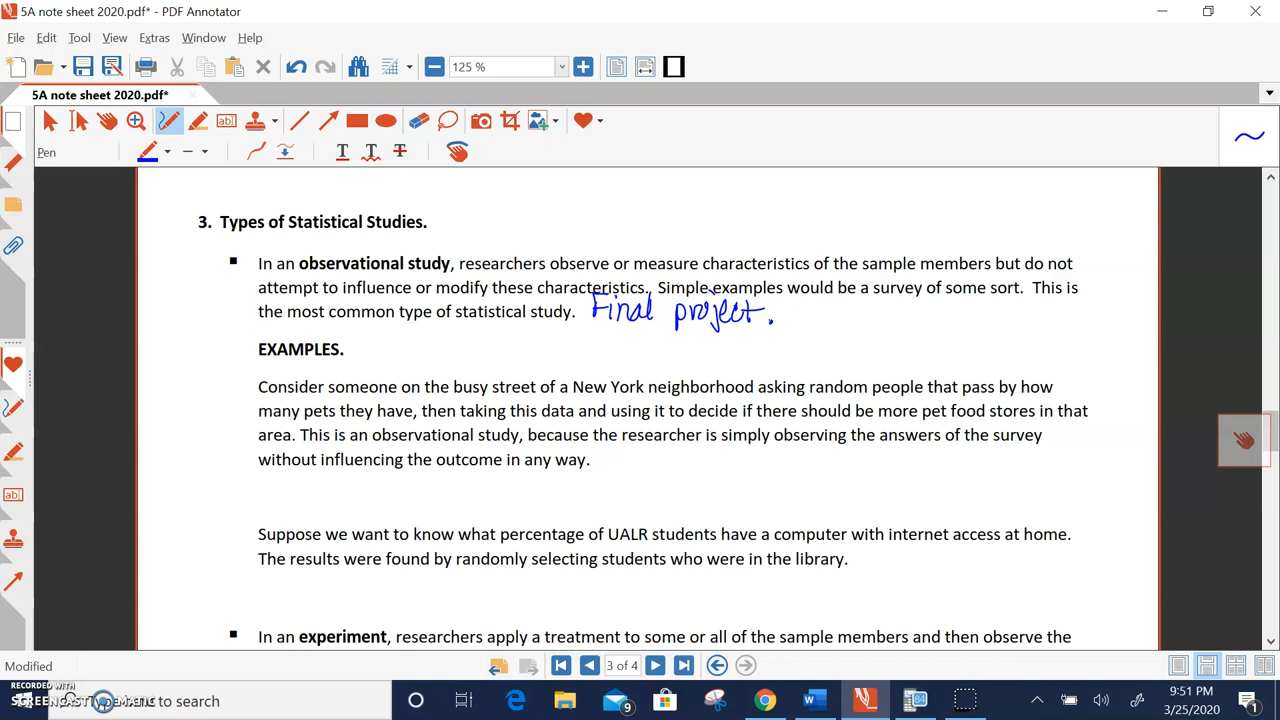 5A note sheet 2020.pdf* - PDF Annotator
File Edit Tool View Extras Window Help
125 %
5A note sheet 2020.pdf*
Pen
3. Types of Statistical Studies.
In an observational study, researchers observe or measure characteristics of the sample members but do not
attempt to influence or modify these characteristics. Simple examples would be a survey of some sort. This is
the most common type of statistical study. Final project.
EXAMPLES.
Consider someone on the busy street of a New York neighborhood asking random people that pass by how
many pets they have, then taking this data and using it to decide if there should be more pet food stores in that
area. This is an observational study, because the researcher is simply observing the answers of the survey
without influencing the outcome in any way.
Suppose we want to know what percentage of UALR students have a computer with internet access at home.
The results were found by randomly selecting students who were in the library.
In an experiment, researchers apply a treatment to some or all of the sample members and then observe the
Modified
3 of 4
RECORDED WITH
SCREENCAST
Type
to search
9
84
9:51 PM
3/25/2020
1